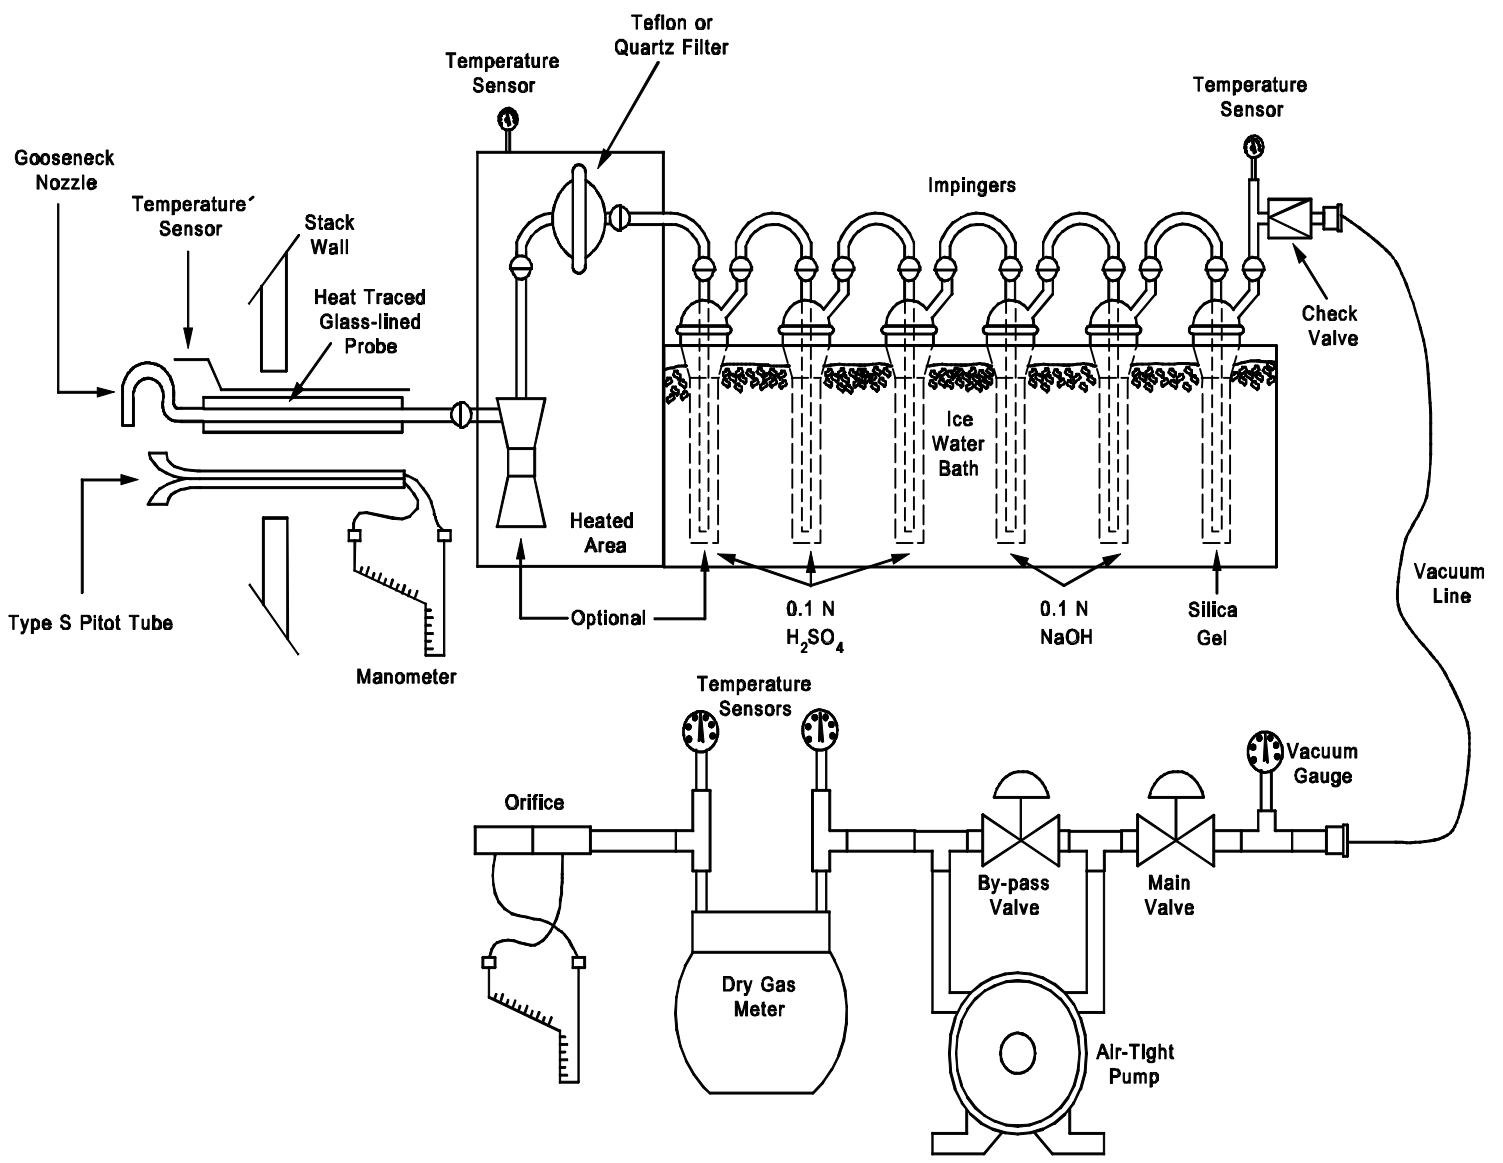 Teflon or
Quartz Filter
Temperature
Sensor
Temperature
Sensor
Gooseneck
Nozzle
Temperature´
Sensor
Stack
Wall
Impingers
Heat Traced
Glass-lined
Probe
Check
Valve
Ice
Water
Bath
Heated
Area
Type S Pitot Tube
Optional
0.1 N
H2SO4
0.1 N
NaOH
Silica
Gel
Vacuum
Line
Manometer
Temperature
Sensors
Orifice
Vacuum
Gauge
By-pass
Valve
Main
Valve
Dry Gas
Meter
Air-Tight
Pump